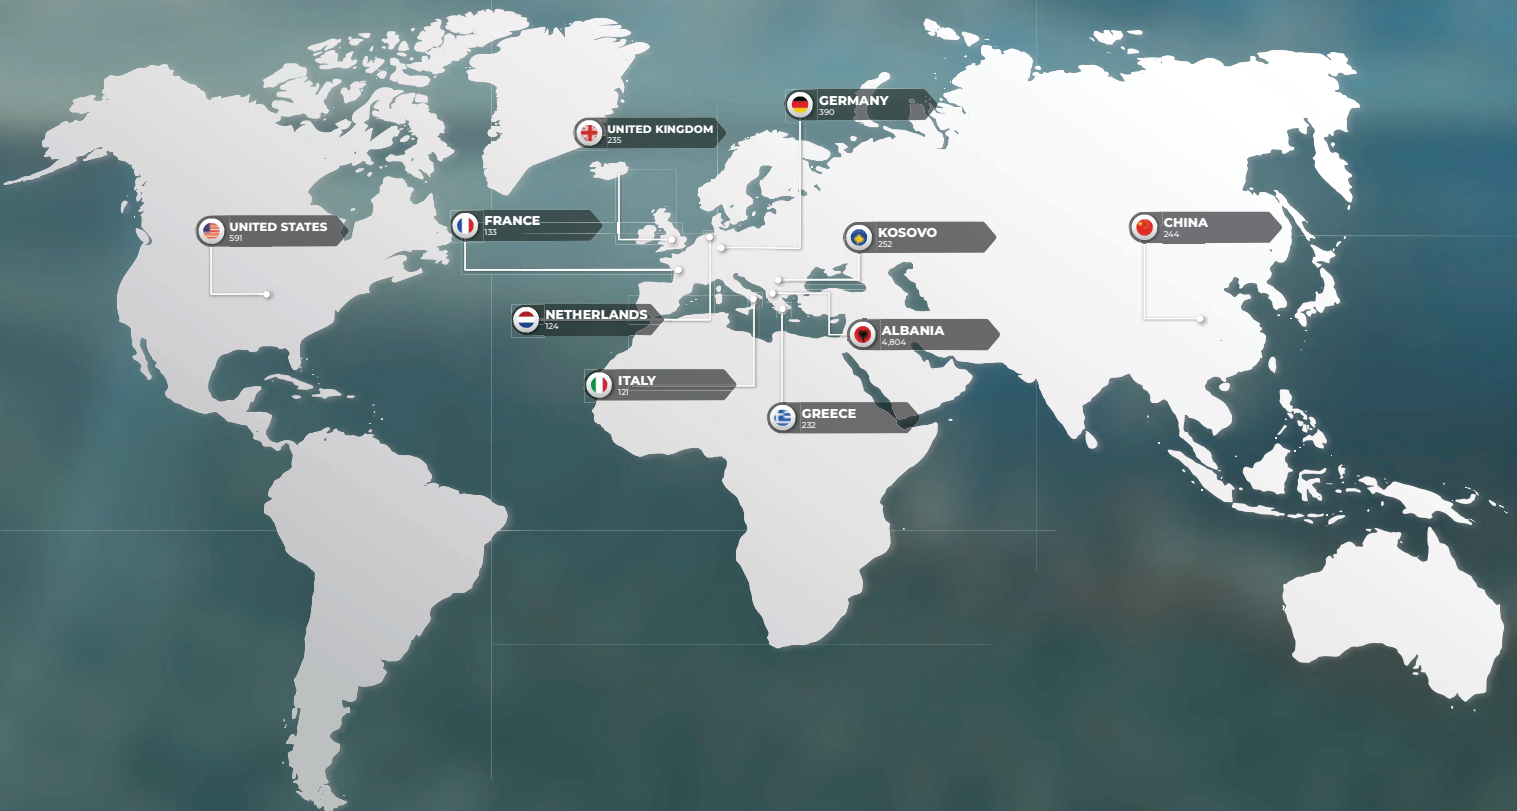 GERMANY
390
UNITED KINGDOM
235
FRANCE
133
UNITED STATES
591
KOSOVO
252
CHINA
244
NETHERLANDS
124
ALBANIA
4,804
ITALY
121
GREECE
232